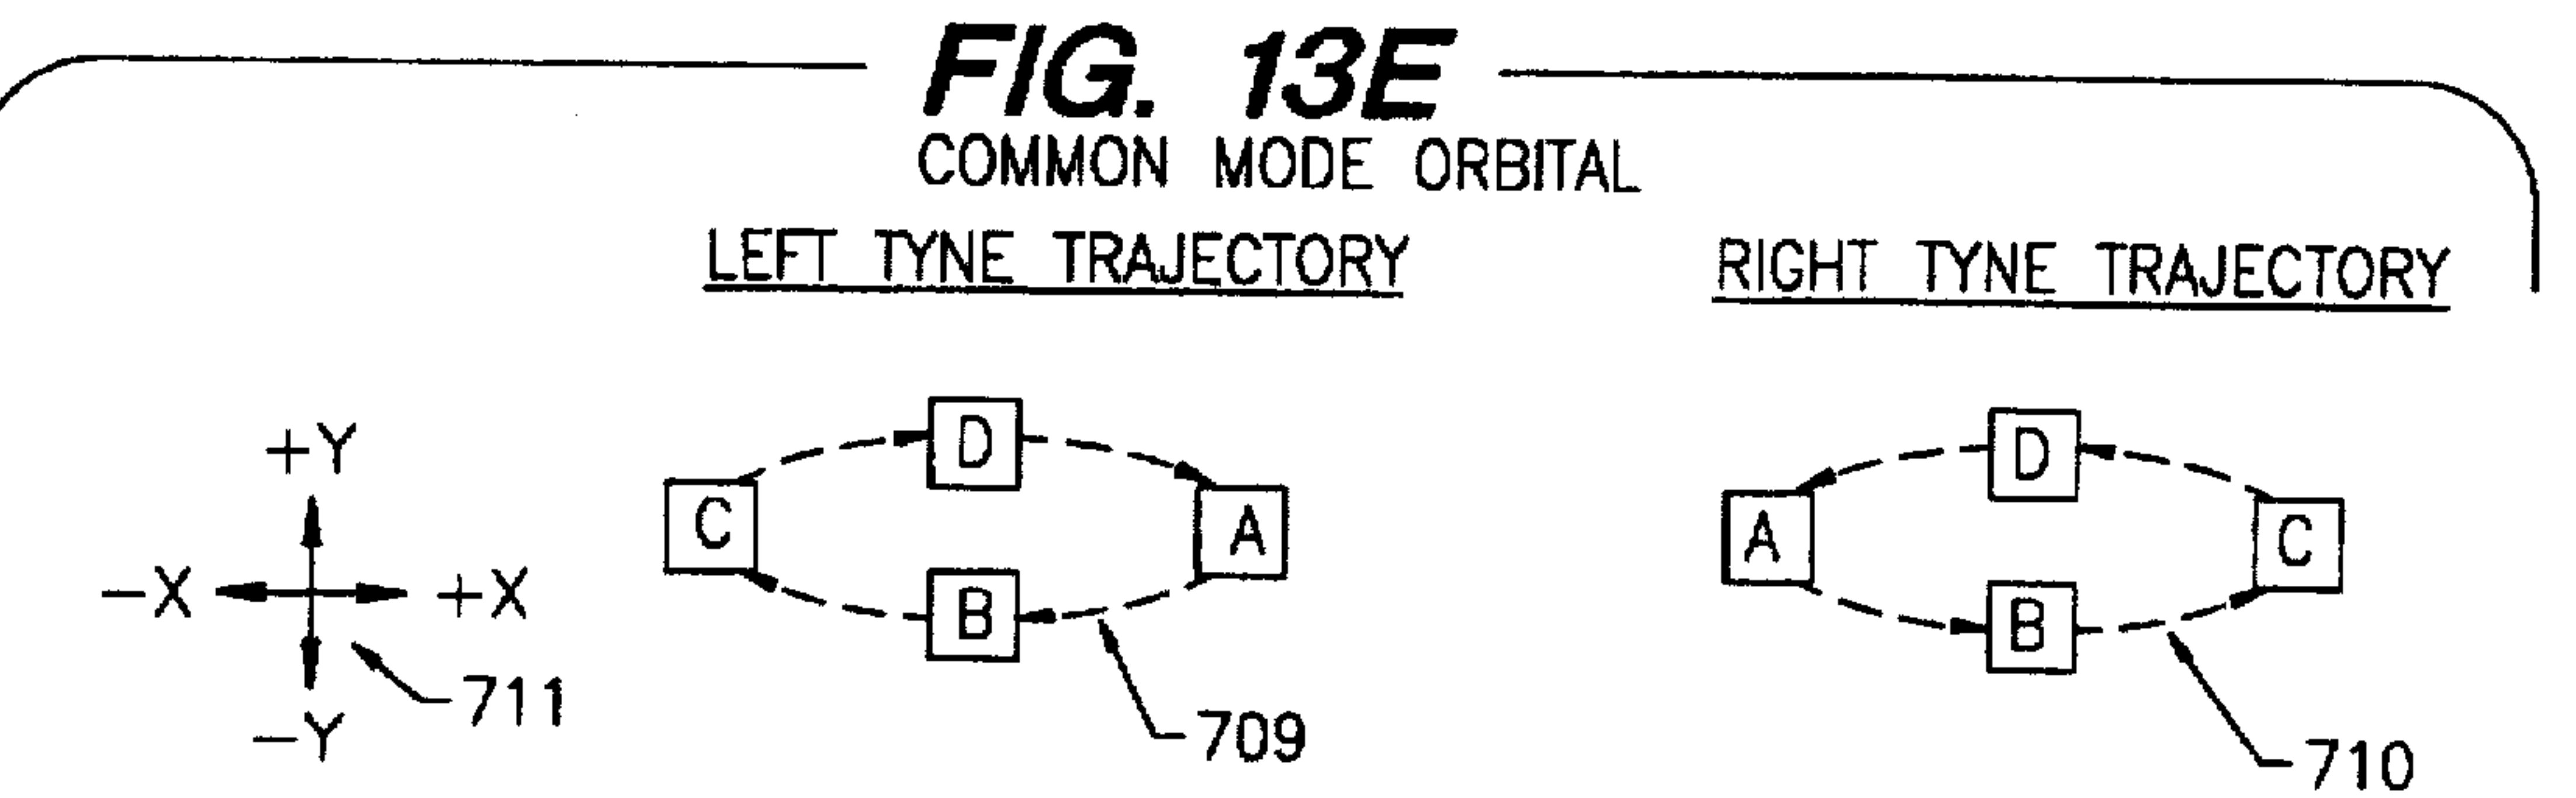 FIG. 13E
COMMON MODE ORBITAL
LEFT TYNE TRAJECTORY
RIGHT TYNE TRAJECTORY
+Y
-X
+X
-Y
711
D
C
A
B
709
D
A
C
B
710